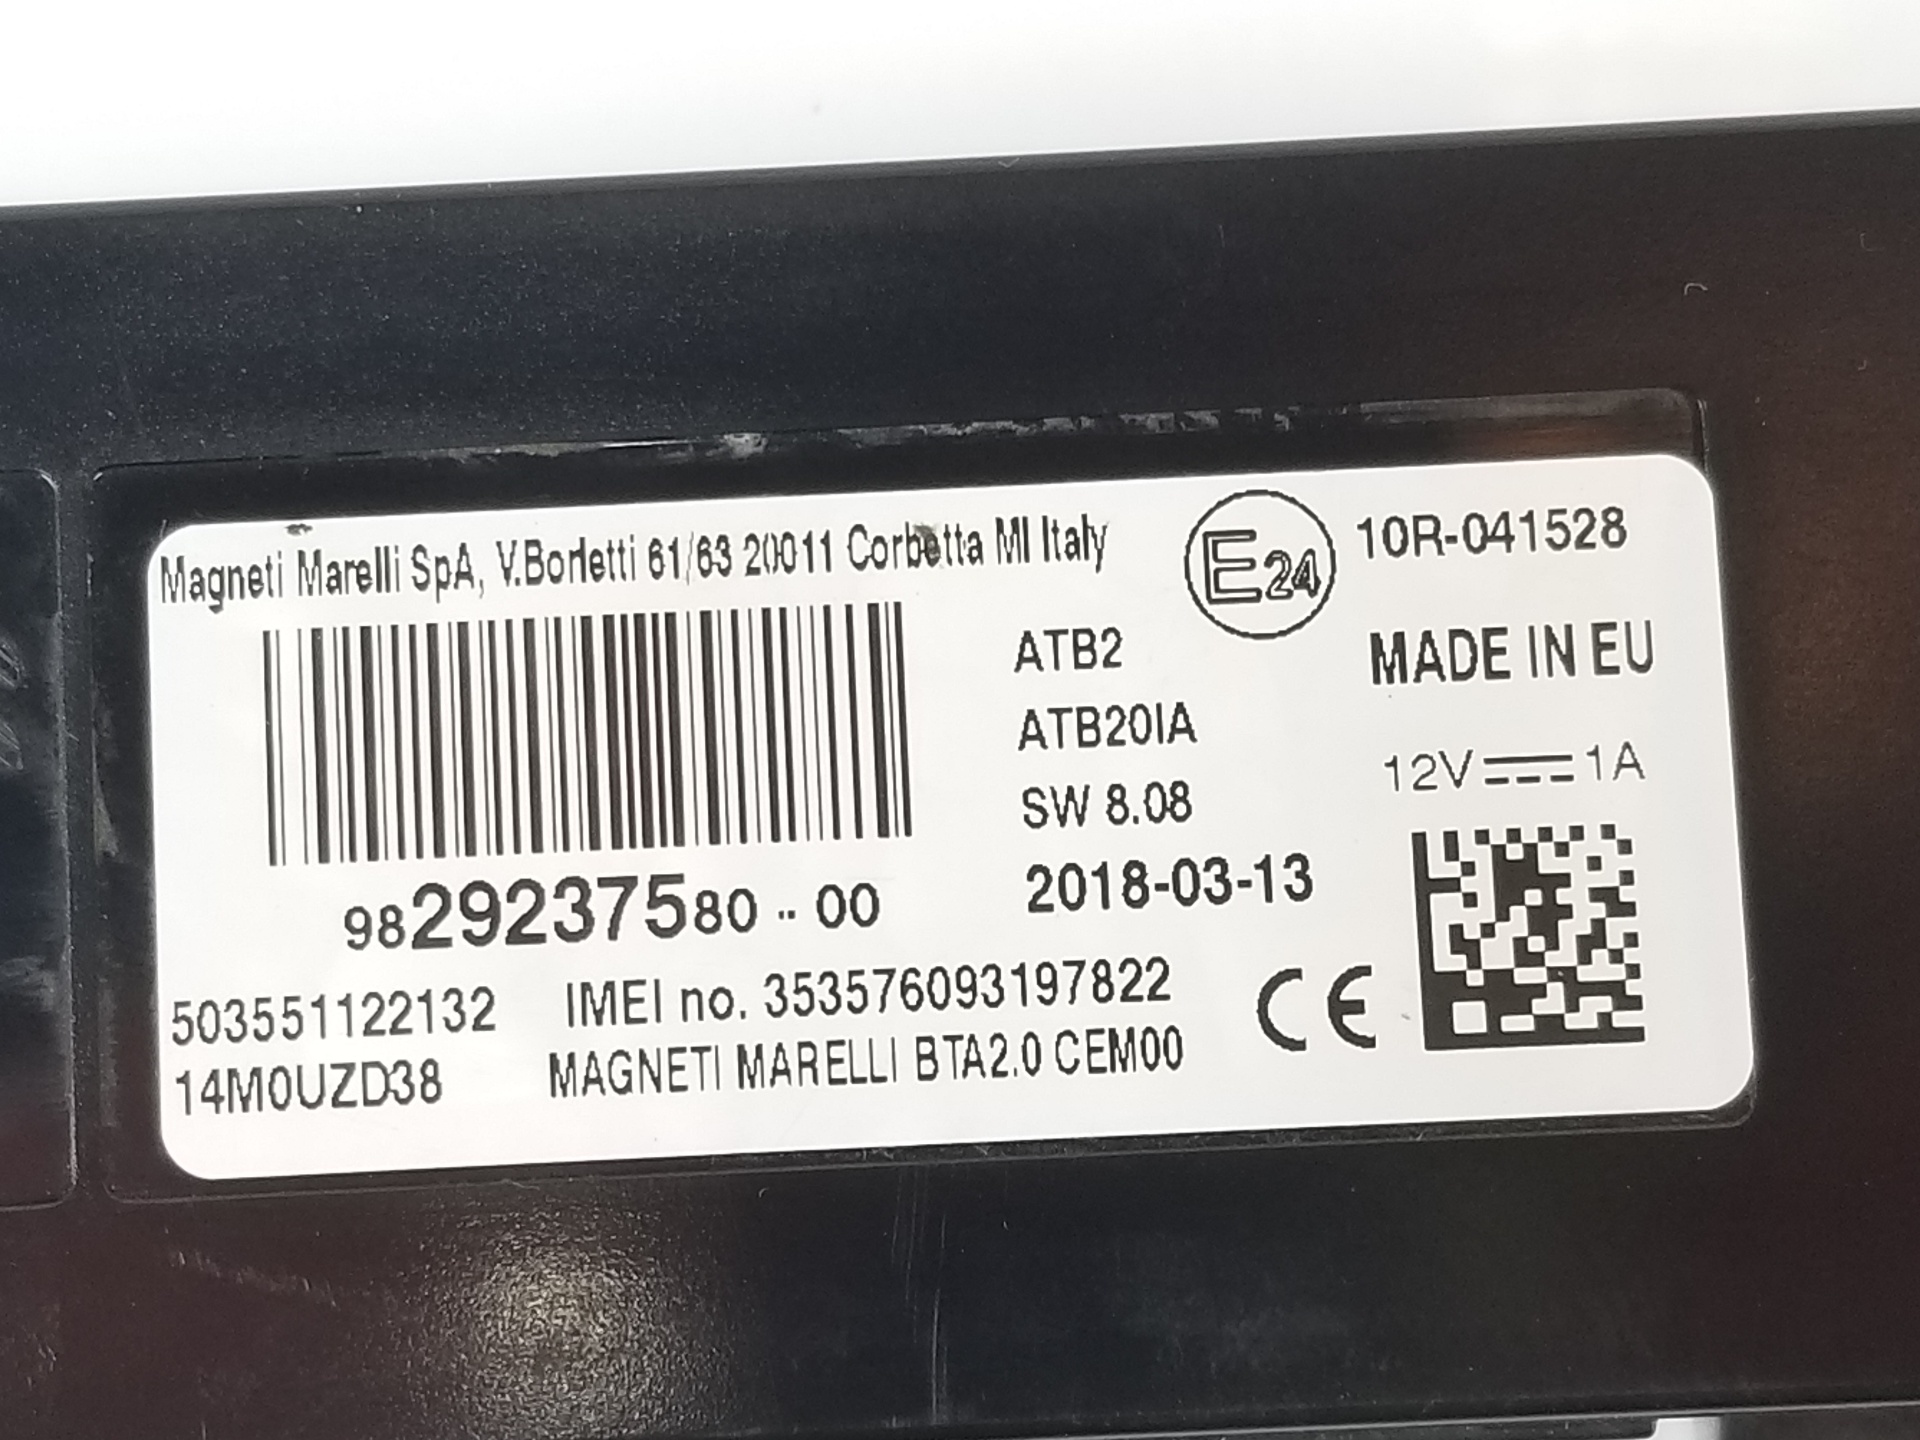 Magneti Marelli SpA, V.Borletti 61/63 20011 Corbetta MI Italy
E24
10R-041528
ATB2
MADE IN EU
ATB20IA
12V 1A
SW 8.08
2018-03-13
9829237580-00
503551122132
IMEI no. 353576093197822
CE
14M0UZD38
MAGNETI MARELLI BTA2.0 CEM00